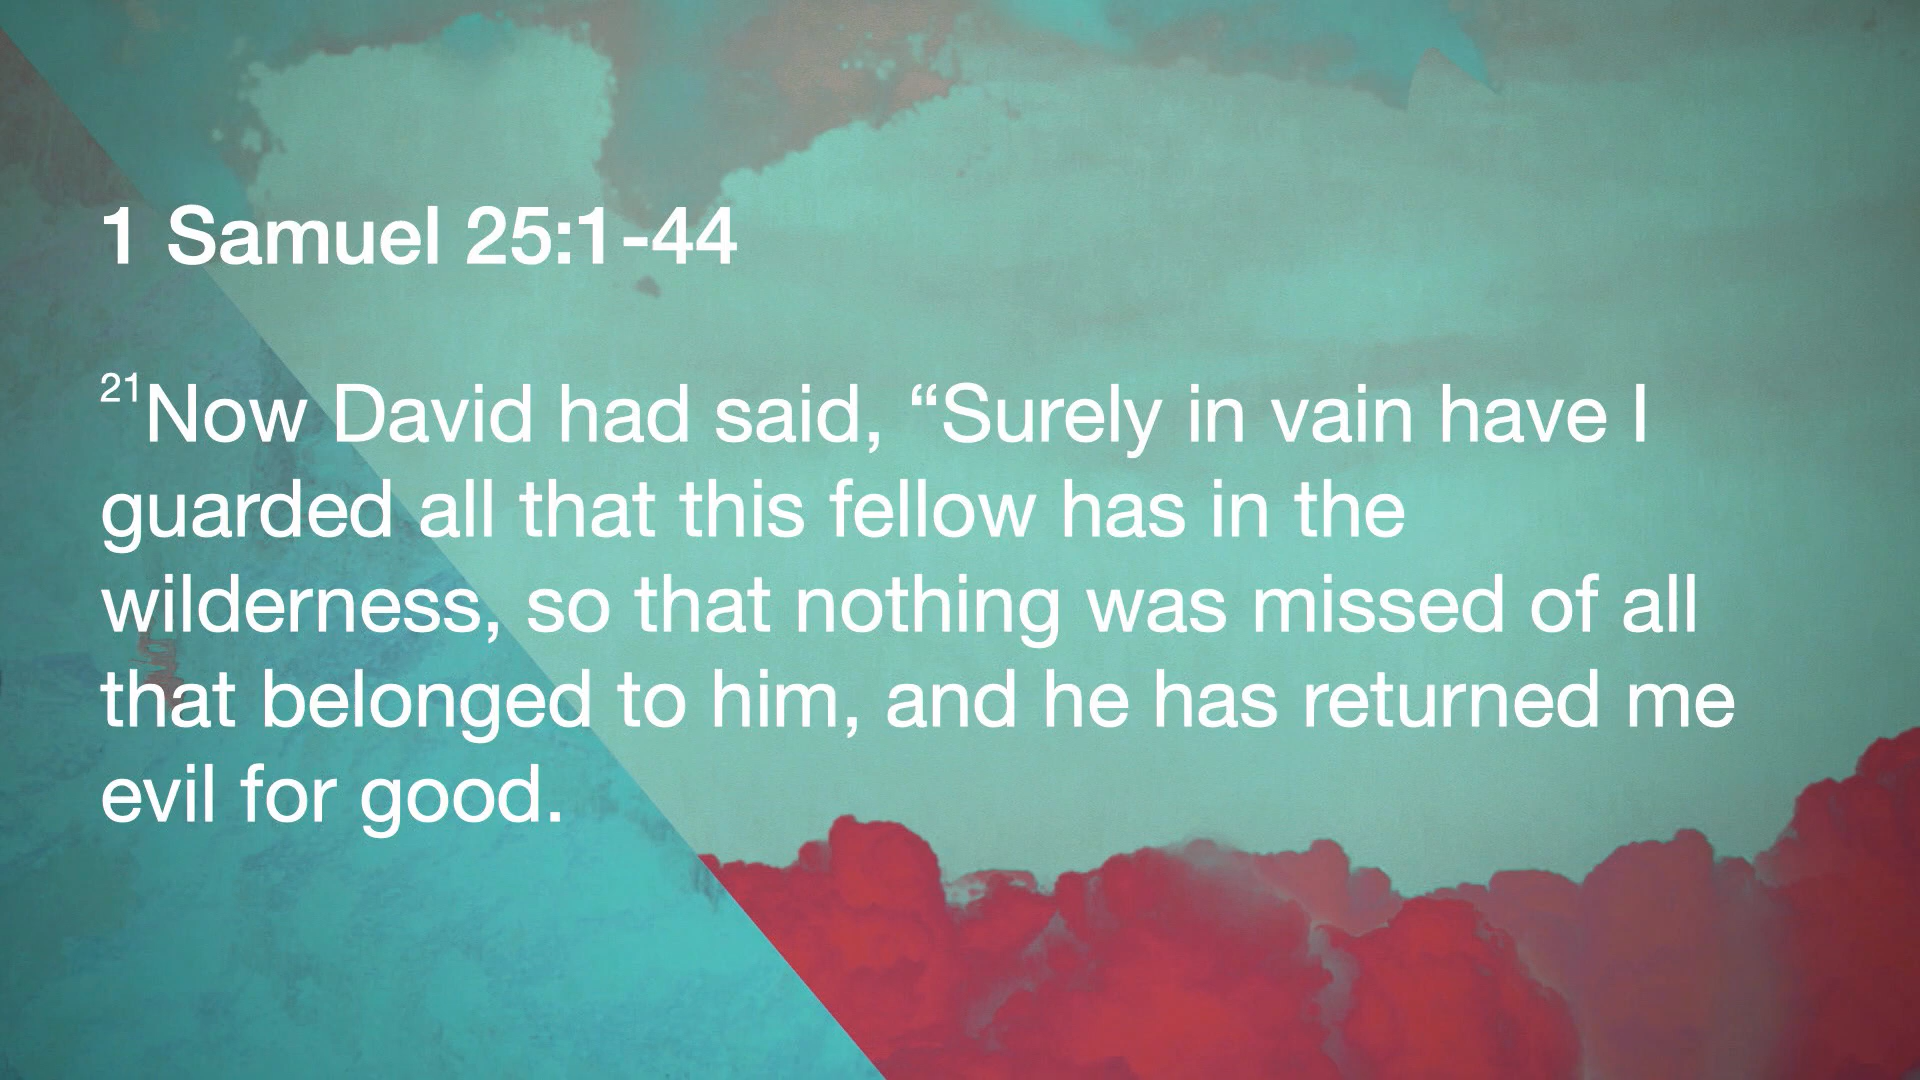 1 Samuel 25:1-44
21Now David had said, “Surely in vain have I
guarded all that this fellow has in the
wilderness, so that nothing was missed of all
that belonged to him, and he has returned me
evil for good.